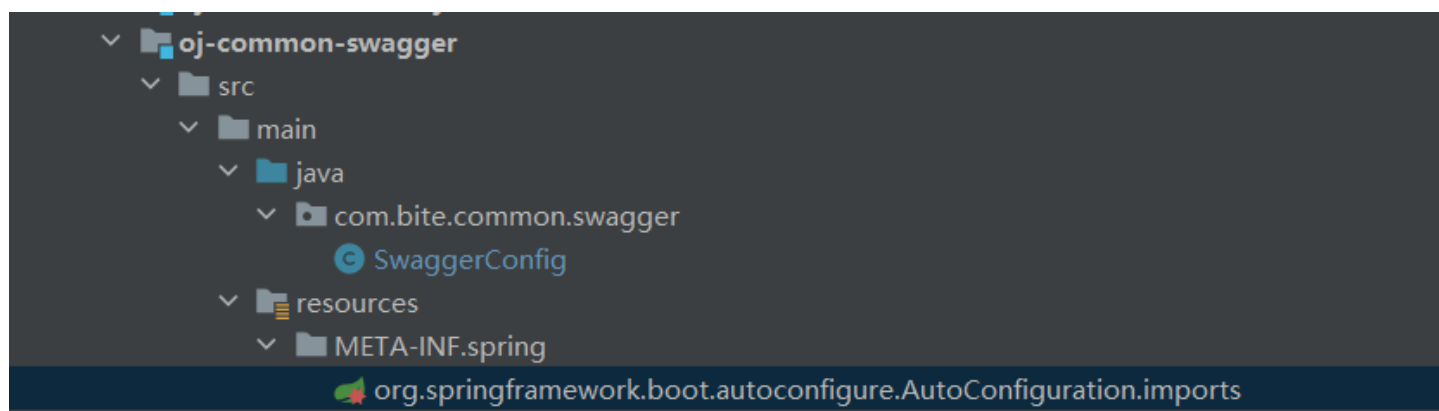 oj-common-swagger
src
main
java
com.bite.common.swagger
C SwaggerConfig
resources
META-INF.spring
org.springframework.boot.autoconfigure.AutoConfiguration.imports